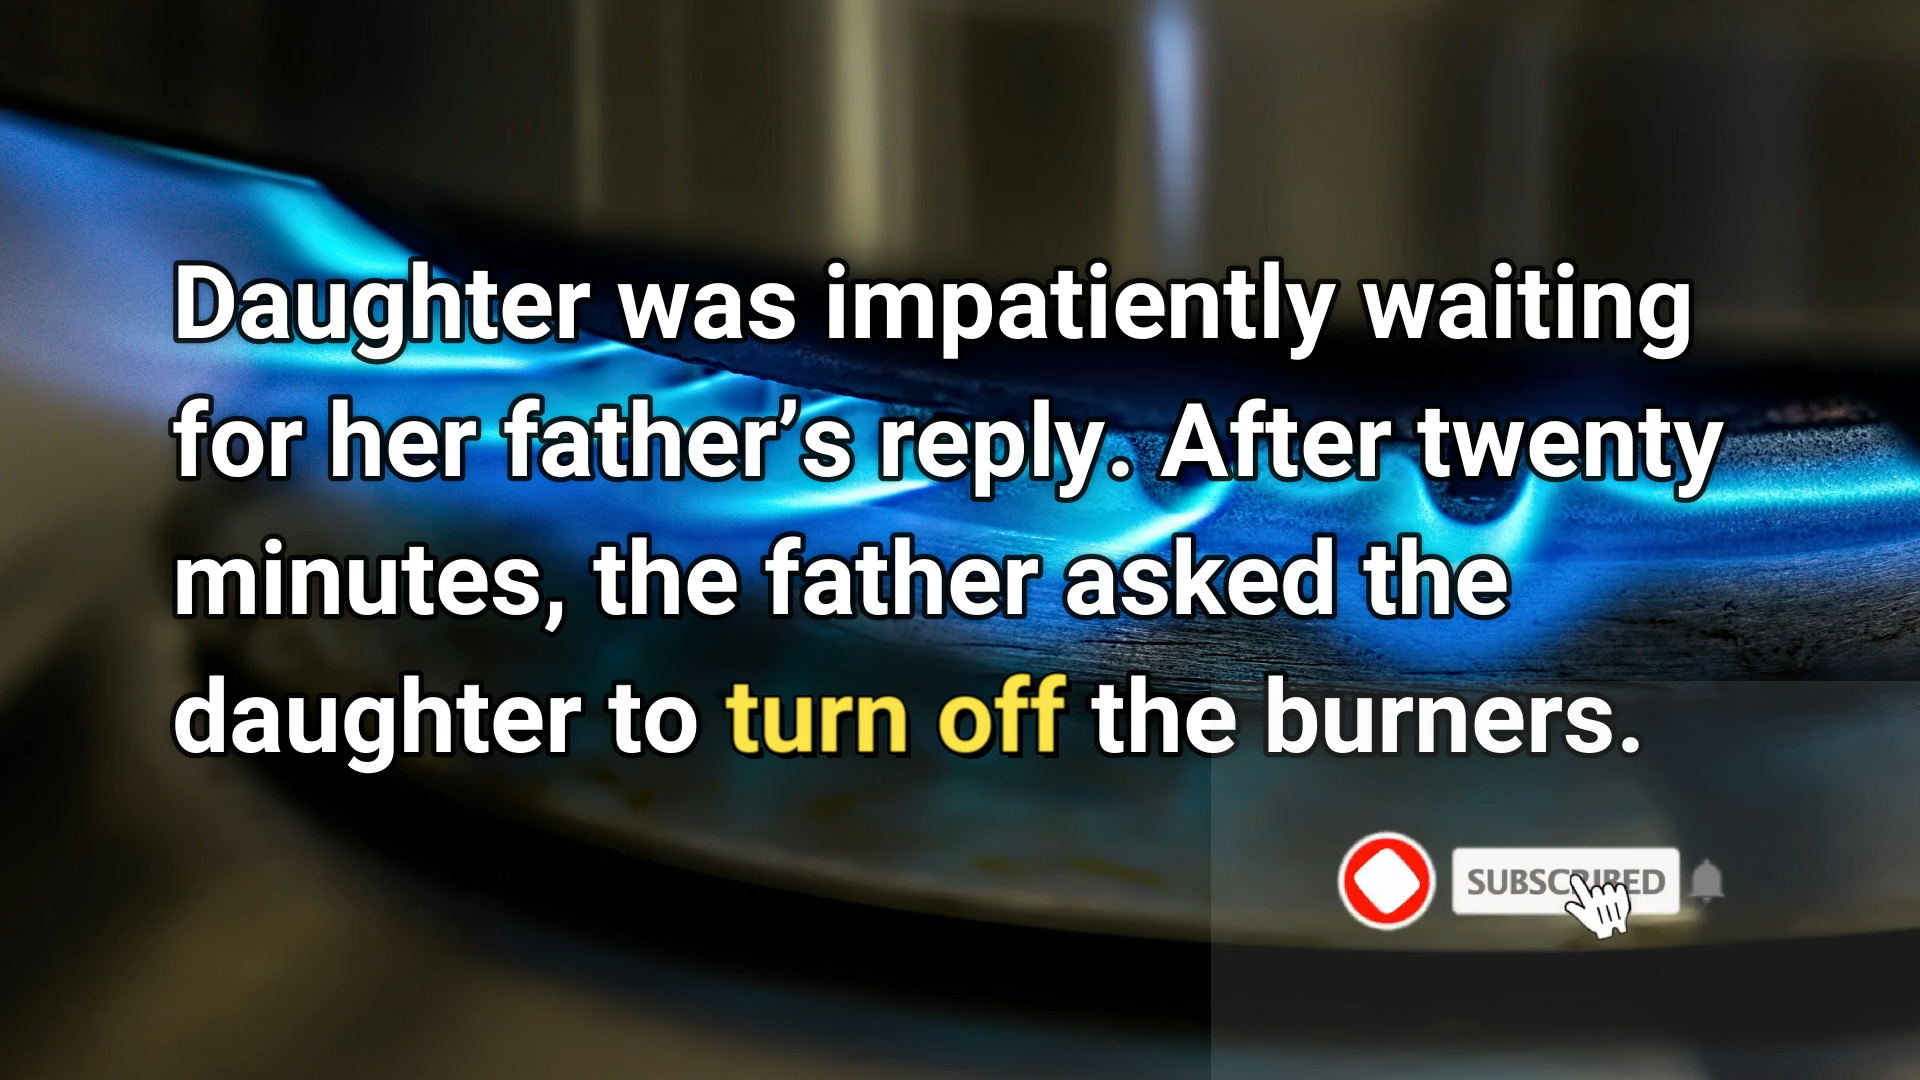 Daughter was impatiently waiting
for her father’s reply. After twenty
minutes, the father asked the
daughter to turn off the burners.
SUBSCRIBED